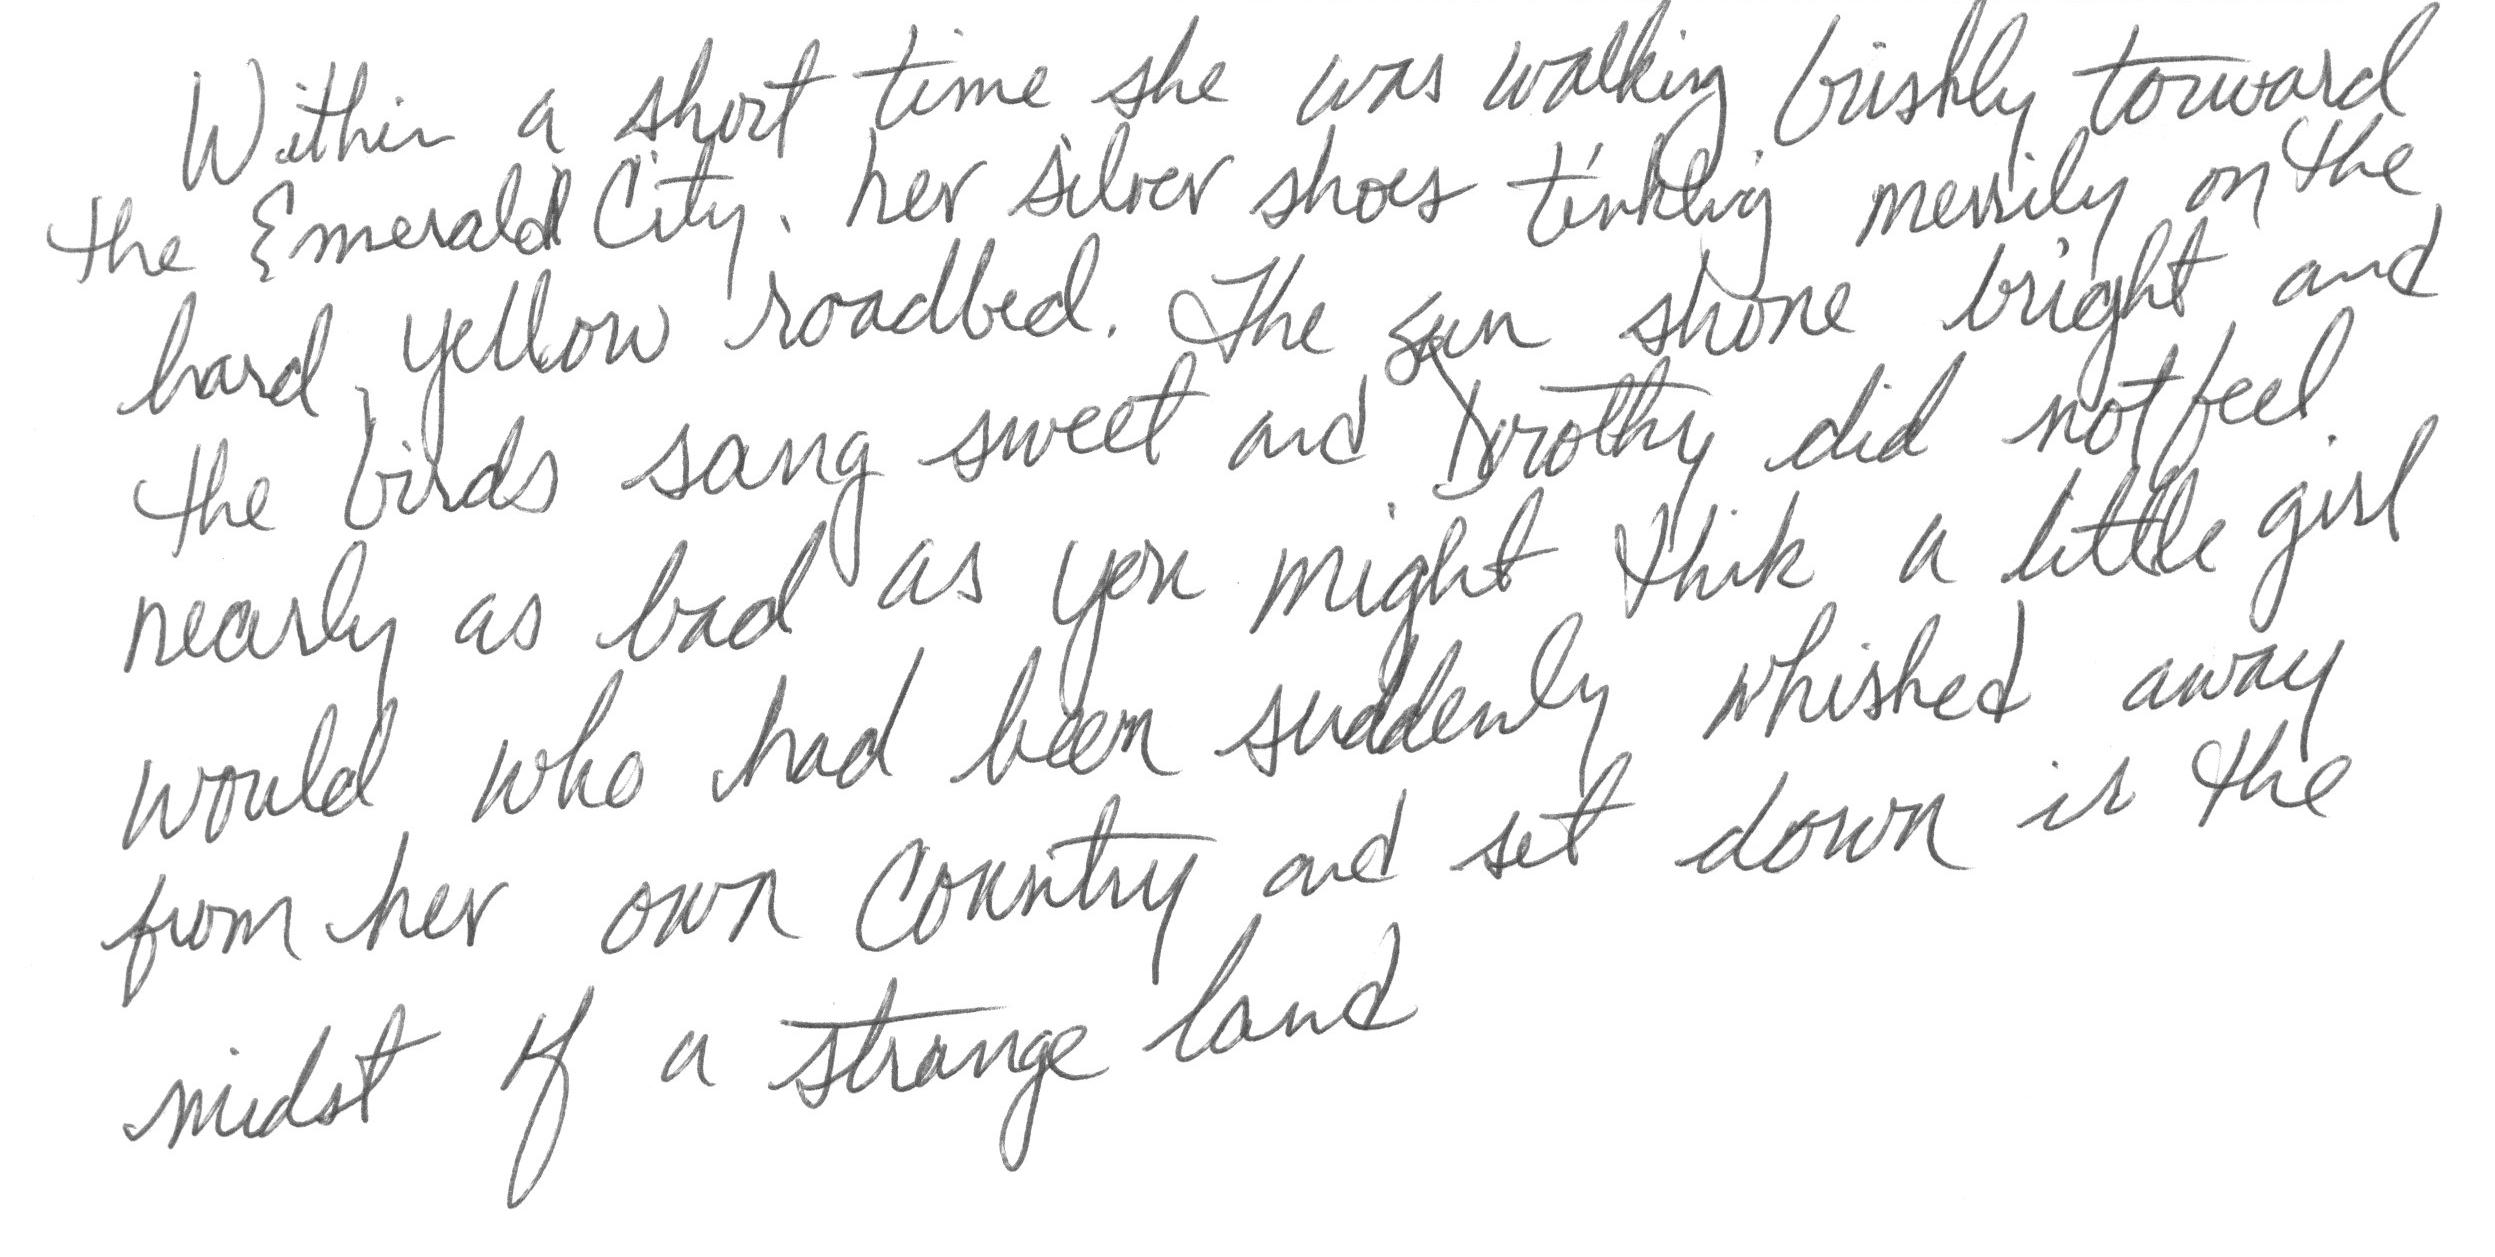 Within a short time she was walking briskly toward
the Emerald City, her silver shoes tinkling merrily on the
hard yellow roadbed. The sun shone bright and
the birds sang sweet and Dorothy did not feel
nearly as bad as you might think a little girl
would who had been suddenly whisked away
from her own Country and set down in the
midst of a strange land